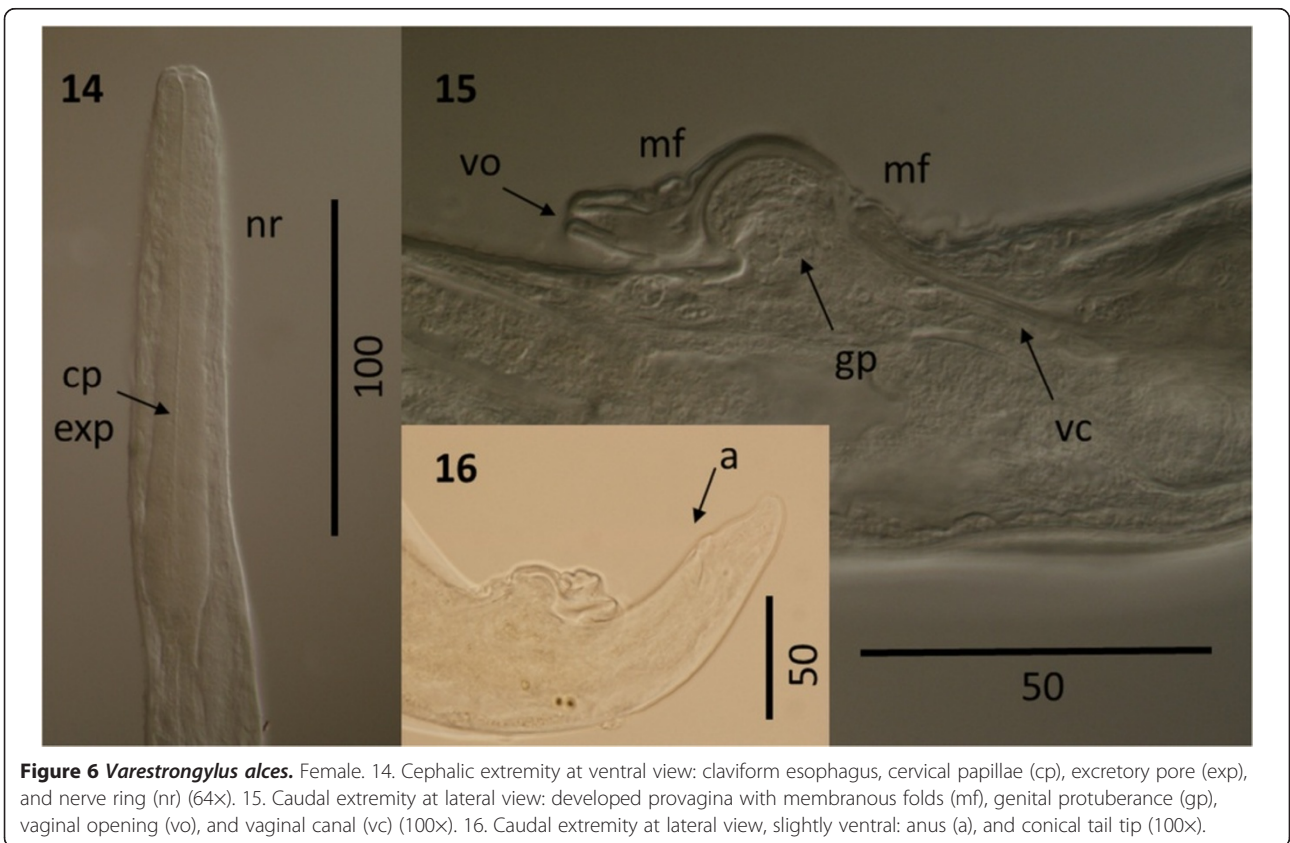 14
nr
cp
exp
100
15
vo
mf
mf
gp
vc
50
16
a
50
Figure 6 Varestrongylus alces. Female. 14. Cephalic extremity at ventral view: claviform esophagus, cervical papillae (cp), excretory pore (exp),
and nerve ring (nr) (64×). 15. Caudal extremity at lateral view: developed provagina with membranous folds (mf), genital protuberance (gp),
vaginal opening (vo), and vaginal canal (vc) (100×). 16. Caudal extremity at lateral view, slightly ventral: anus (a), and conical tail tip (100×).